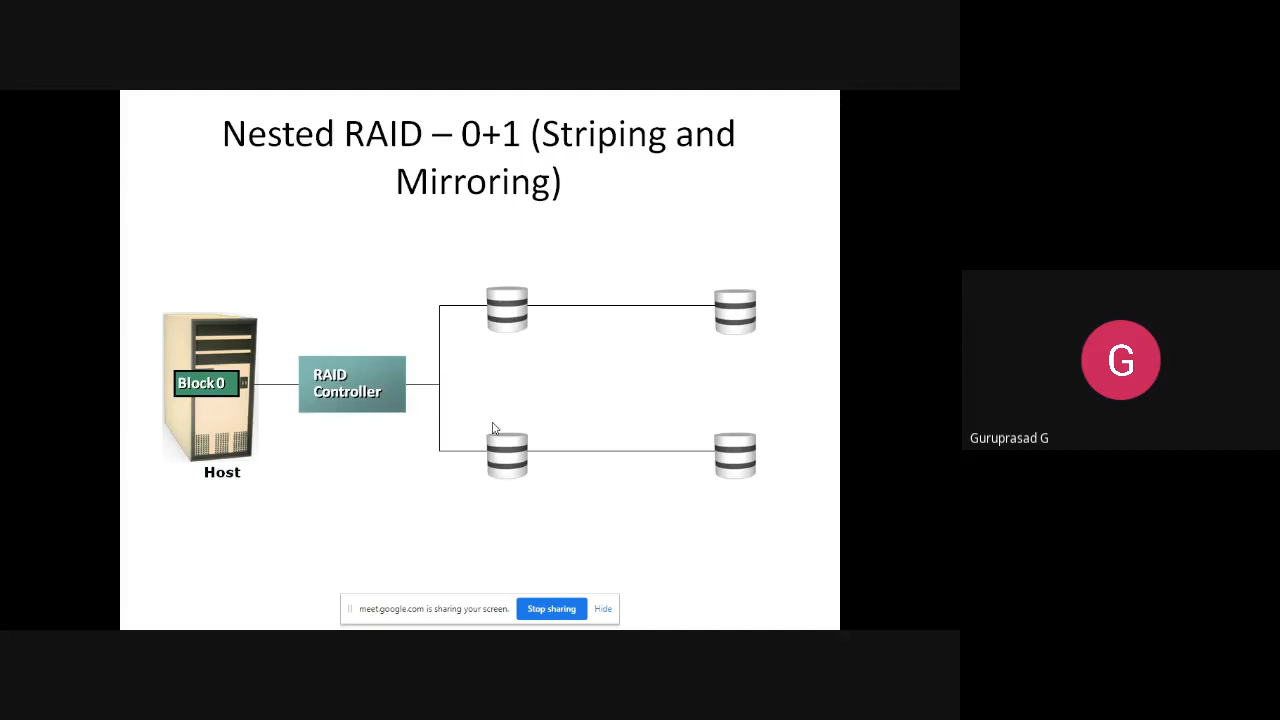 Nested RAID – 0+1 (Striping and
Mirroring)
Block 0
RAID
Controller
Host
meet.google.com is sharing your screen.
Stop sharing
Hide
G
Guruprasad G